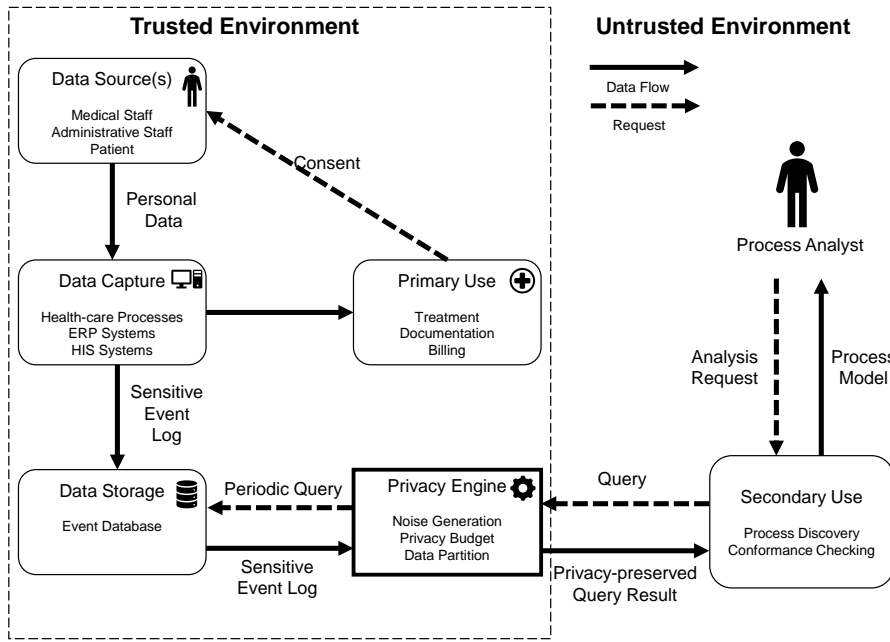 Trusted Environment
Untrusted Environment
Data Source(s)
Medical Staff
Administrative Staff
Patient
Data Flow
Request
Consent
Personal
Data
Process Analyst
Data Capture
Health-care Processes
ERP Systems
HIS Systems
Primary Use
Treatment
Documentation
Billing
Analysis
Request
Process
Model
Sensitive
Event
Log
Data Storage
Event Database
Periodic Query
Sensitive
Event Log
Privacy Engine
Noise Generation
Privacy Budget
Data Partition
Query
Privacy-preserved
Query Result
Secondary Use
Process Discovery
Conformance Checking